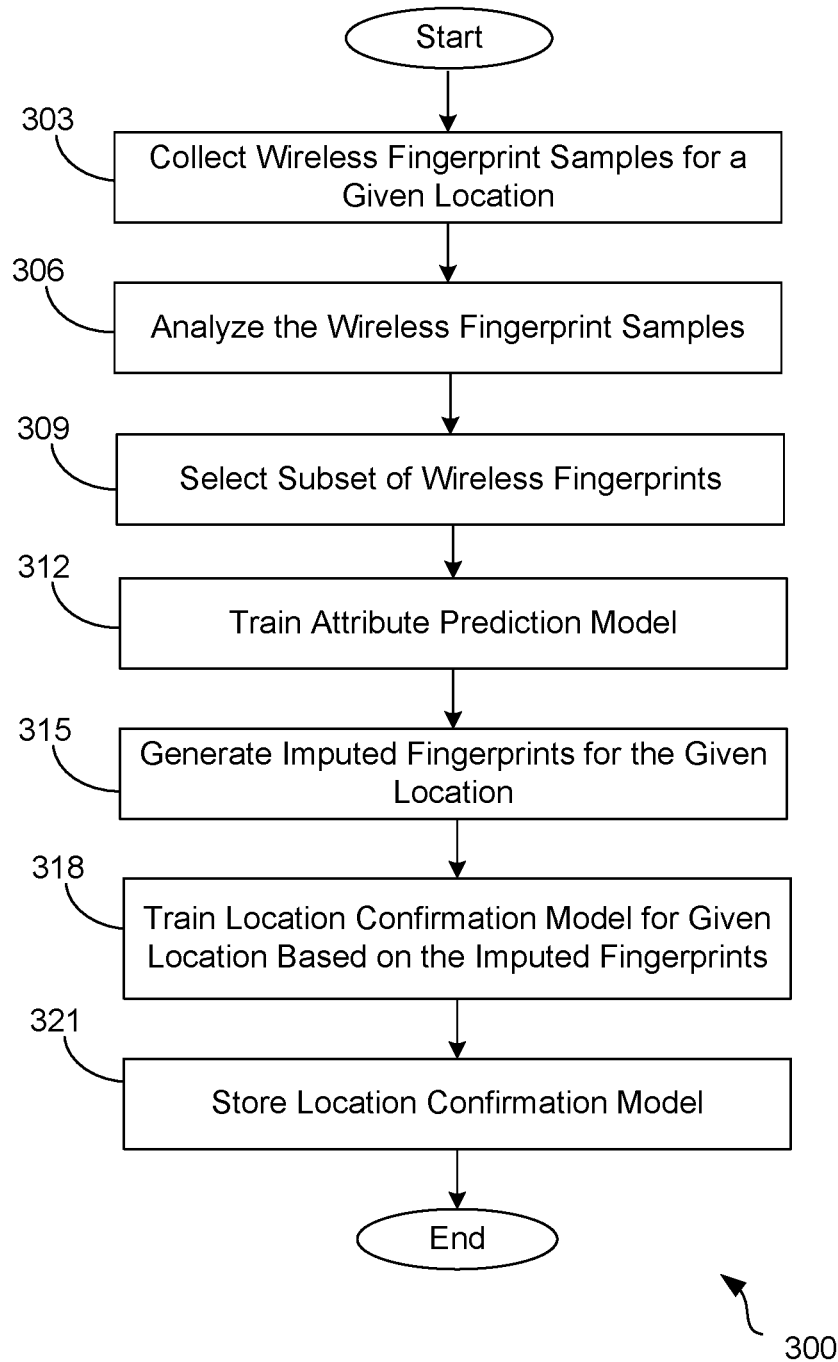 Start
303
Collect Wireless Fingerprint Samples for a
Given Location
306
Analyze the Wireless Fingerprint Samples
309
Select Subset of Wireless Fingerprints
312
Train Attribute Prediction Model
315
Generate Imputed Fingerprints for the Given
Location
318
Train Location Confirmation Model for Given
Location Based on the Imputed Fingerprints
321
Store Location Confirmation Model
End
300